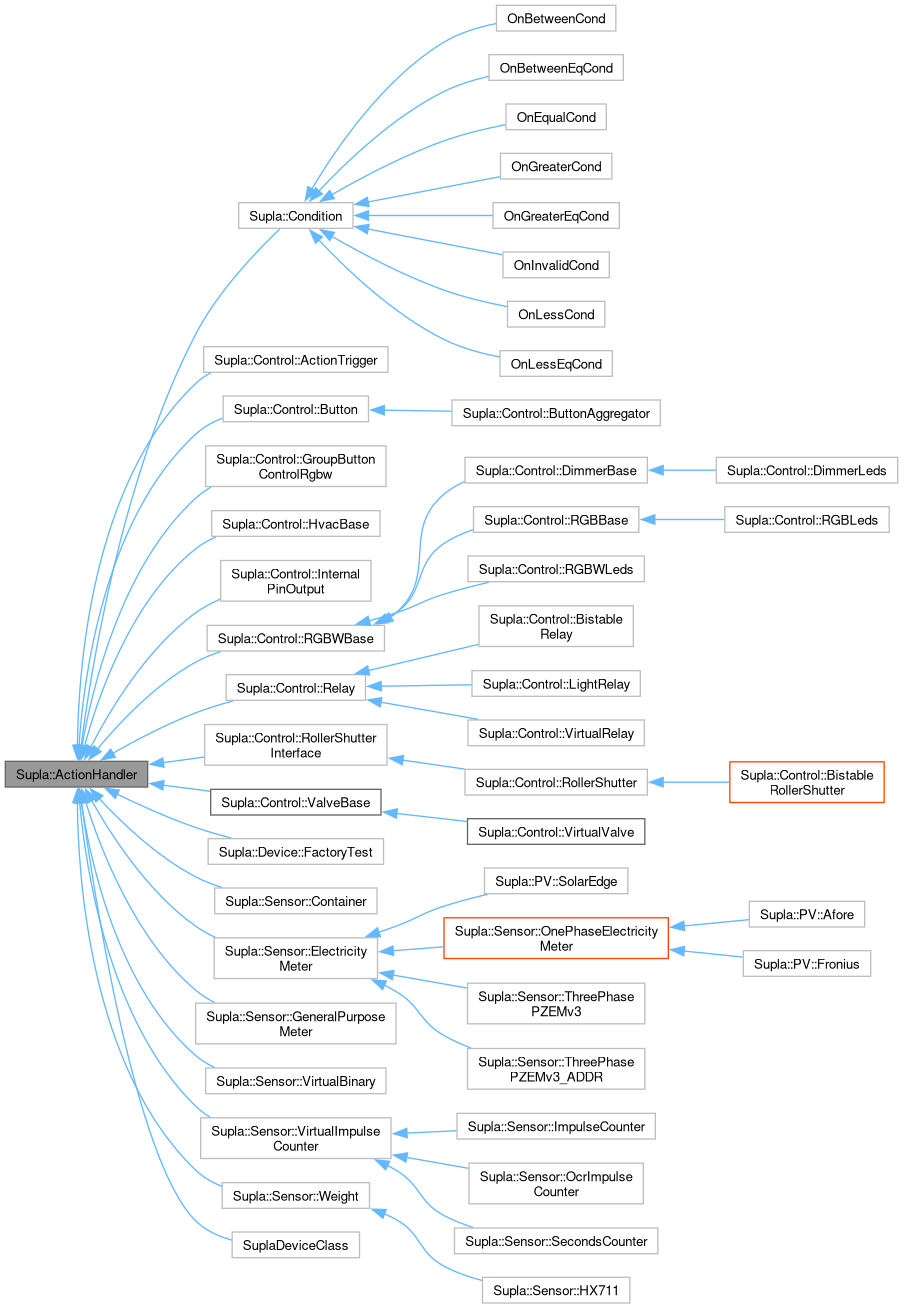 OnBetweenCond
OnBetweenEqCond
OnEqualCond
OnGreaterCond
Supla::Condition
OnGreaterEqCond
OnInvalidCond
OnLessCond
OnLessEqCond
Supla::Control::ActionTrigger
Supla::Control::Button
Supla::Control::ButtonAggregator
Supla::Control::GroupButton
ControlRgbw
Supla::Control::DimmerBase
Supla::Control::DimmerLeds
Supla::Control::HvacBase
Supla::Control::RGBBase
Supla::Control::RGBLeds
Supla::Control::Internal
PinOutput
Supla::Control::RGBWLeds
Supla::Control::RGBWBase
Supla::Control::Bistable
Relay
Supla::Control::Relay
Supla::Control::LightRelay
Supla::Control::VirtualRelay
Supla::Control::RollerShutter
Interface
Supla::ActionHandler
Supla::Control::RollerShutter
Supla::Control::Bistable
RollerShutter
Supla::Control::ValveBase
Supla::Control::VirtualValve
Supla::Device::FactoryTest
Supla::Sensor::Container
Supla::PV::SolarEdge
Supla::Sensor::Electricity
Meter
Supla::Sensor::OnePhaseElectricity
Meter
Supla::PV::Afore
Supla::PV::Fronius
Supla::Sensor::ThreePhase
PZEMv3
Supla::Sensor::GeneralPurpose
Meter
Supla::Sensor::ThreePhase
PZEMv3_ADDR
Supla::Sensor::VirtualBinary
Supla::Sensor::VirtualImpulse
Counter
Supla::Sensor::ImpulseCounter
Supla::Sensor::OcrImpulse
Counter
Supla::Sensor::Weight
Supla::Sensor::SecondsCounter
SuplaDeviceClass
Supla::Sensor::HX711